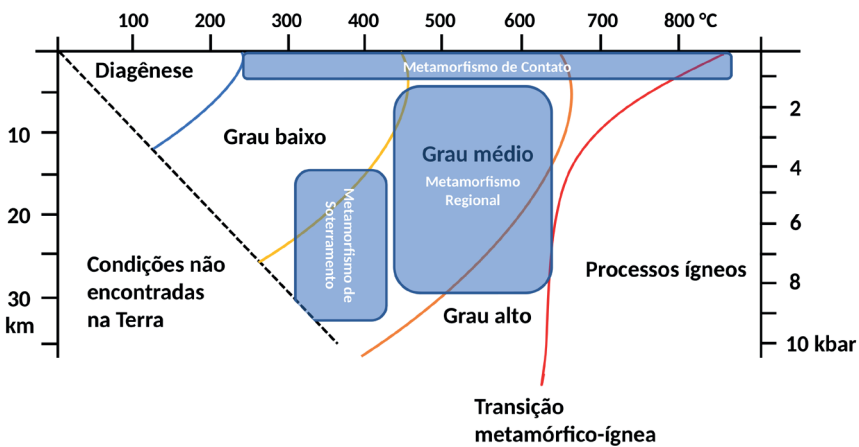 100 200 300 400 500 600 700 800 °C
Diagênese
Metamorfismo de Contato
2
10
Grau baixo
Grau médio
4
Metamorfismo
Regional
Metamorfismo de
Soterramento
20
6
Condições não
encontradas
na Terra
Processos ígneos
8
30
km
Grau alto
10 kbar
Transição
metamórfico-ígnea